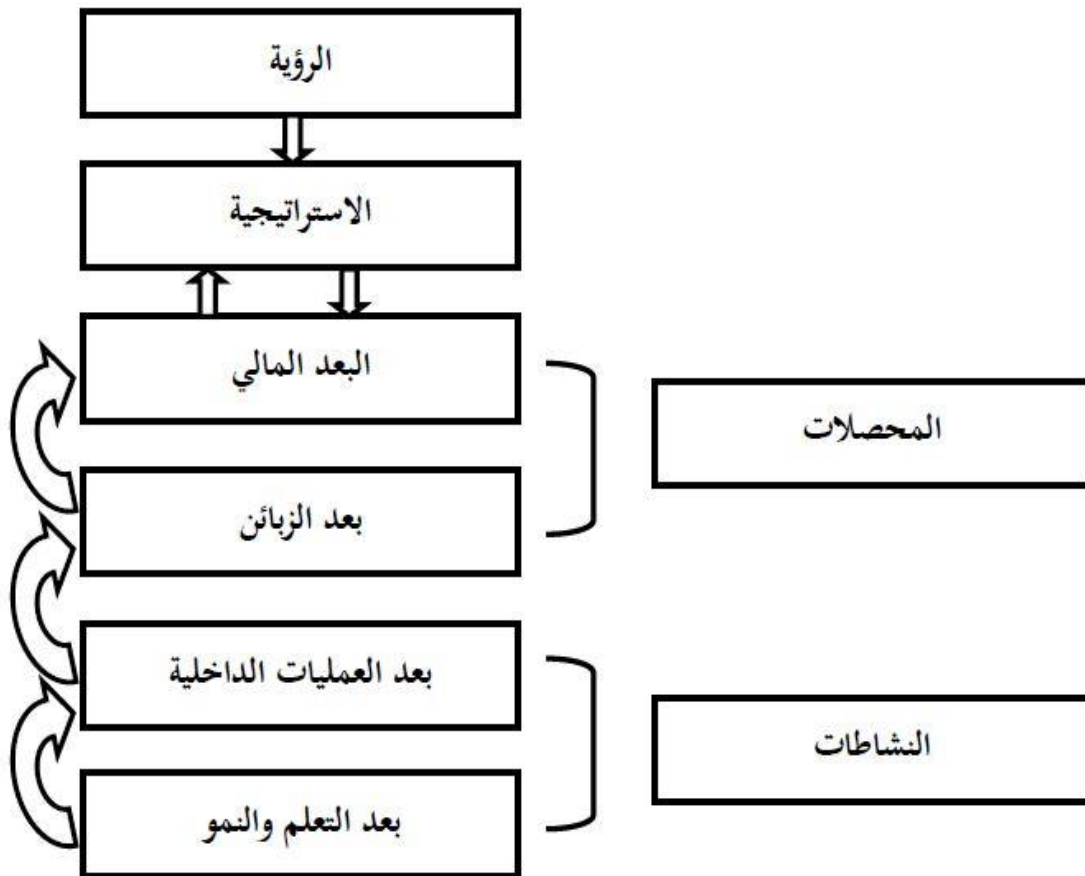 الرؤية
الاستراتيجية
البعد المالي
بعد الزبائن
المحصلات
بعد العمليات الداخلية
بعد التعلم والنمو
النشاطات